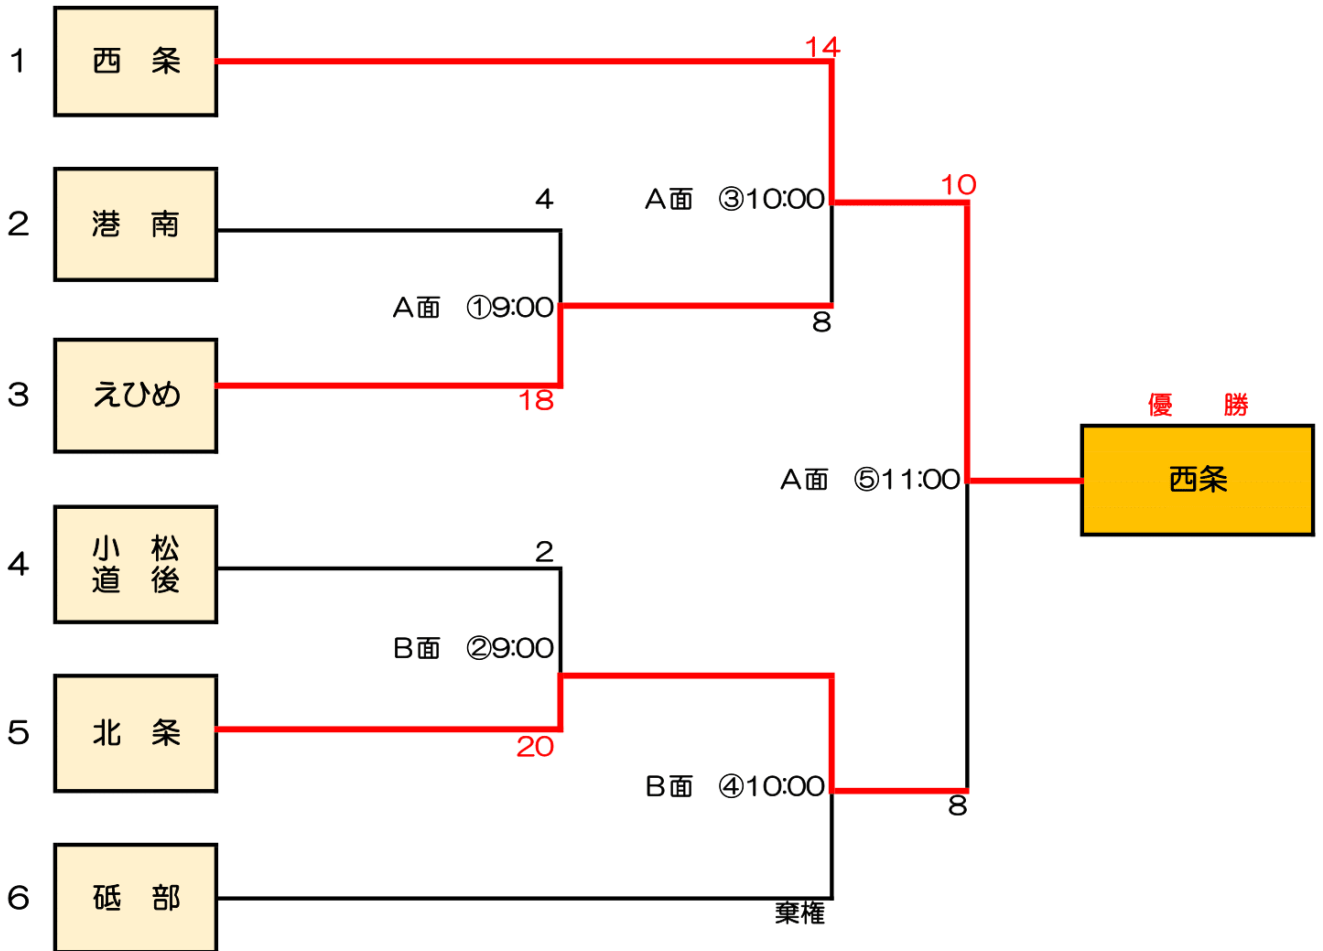 14
1
西 条
10
4
A面 ③10:00
2
港 南
A面 ①9:00
8
3
えひめ
18
優 勝
A面 ⑤11:00
西条
4
小 松
道 後
2
B面 ②9:00
5
北 条
20
B面 ④10:00
8
6
砥 部
棄権